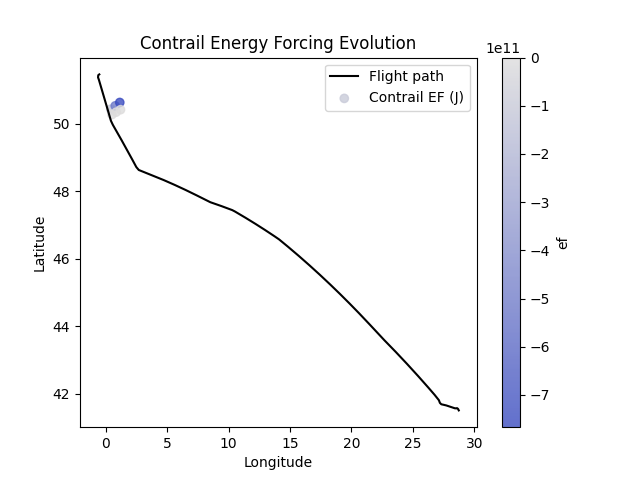 Contrail Energy Forcing Evolution
1e11
Flight path
Contrail EF (J)
50
48
46
44
42
Latitude
0
5
10
15
20
25
30
Longitude
0
−1
−2
−3
−4
−5
−6
−7
ef